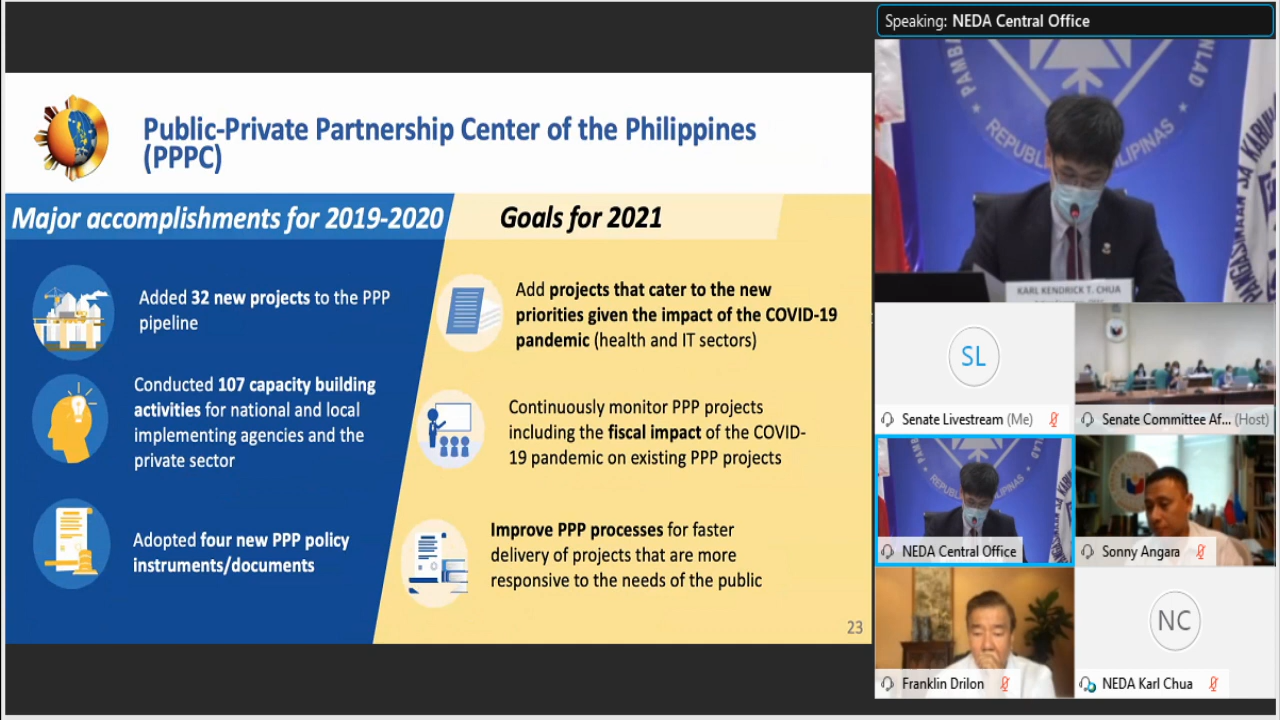 Speaking: NEDA Central Office
Public-Private Partnership Center of the Philippines
(PPPC)
Major accomplishments for 2019-2020
Added 32 new projects to the PPP
pipeline
Conducted 107 capacity building
activities for national and local
implementing agencies and the
private sector
Adopted four new PPP policy
instruments/documents
Goals for 2021
Add projects that cater to the new
priorities given the impact of the COVID-19
pandemic (health and IT sectors)
Continuously monitor PPP projects
including the fiscal impact of the COVID-
19 pandemic on existing PPP projects
Improve PPP processes for faster
delivery of projects that are more
responsive to the needs of the public
23
KARL KENDRICK T. CHUA
SL
Senate Livestream (Me)
Senate Committee Af... (Host)
NEDA Central Office
Sonny Angara
Franklin Drilon
NC
NEDA Karl Chua